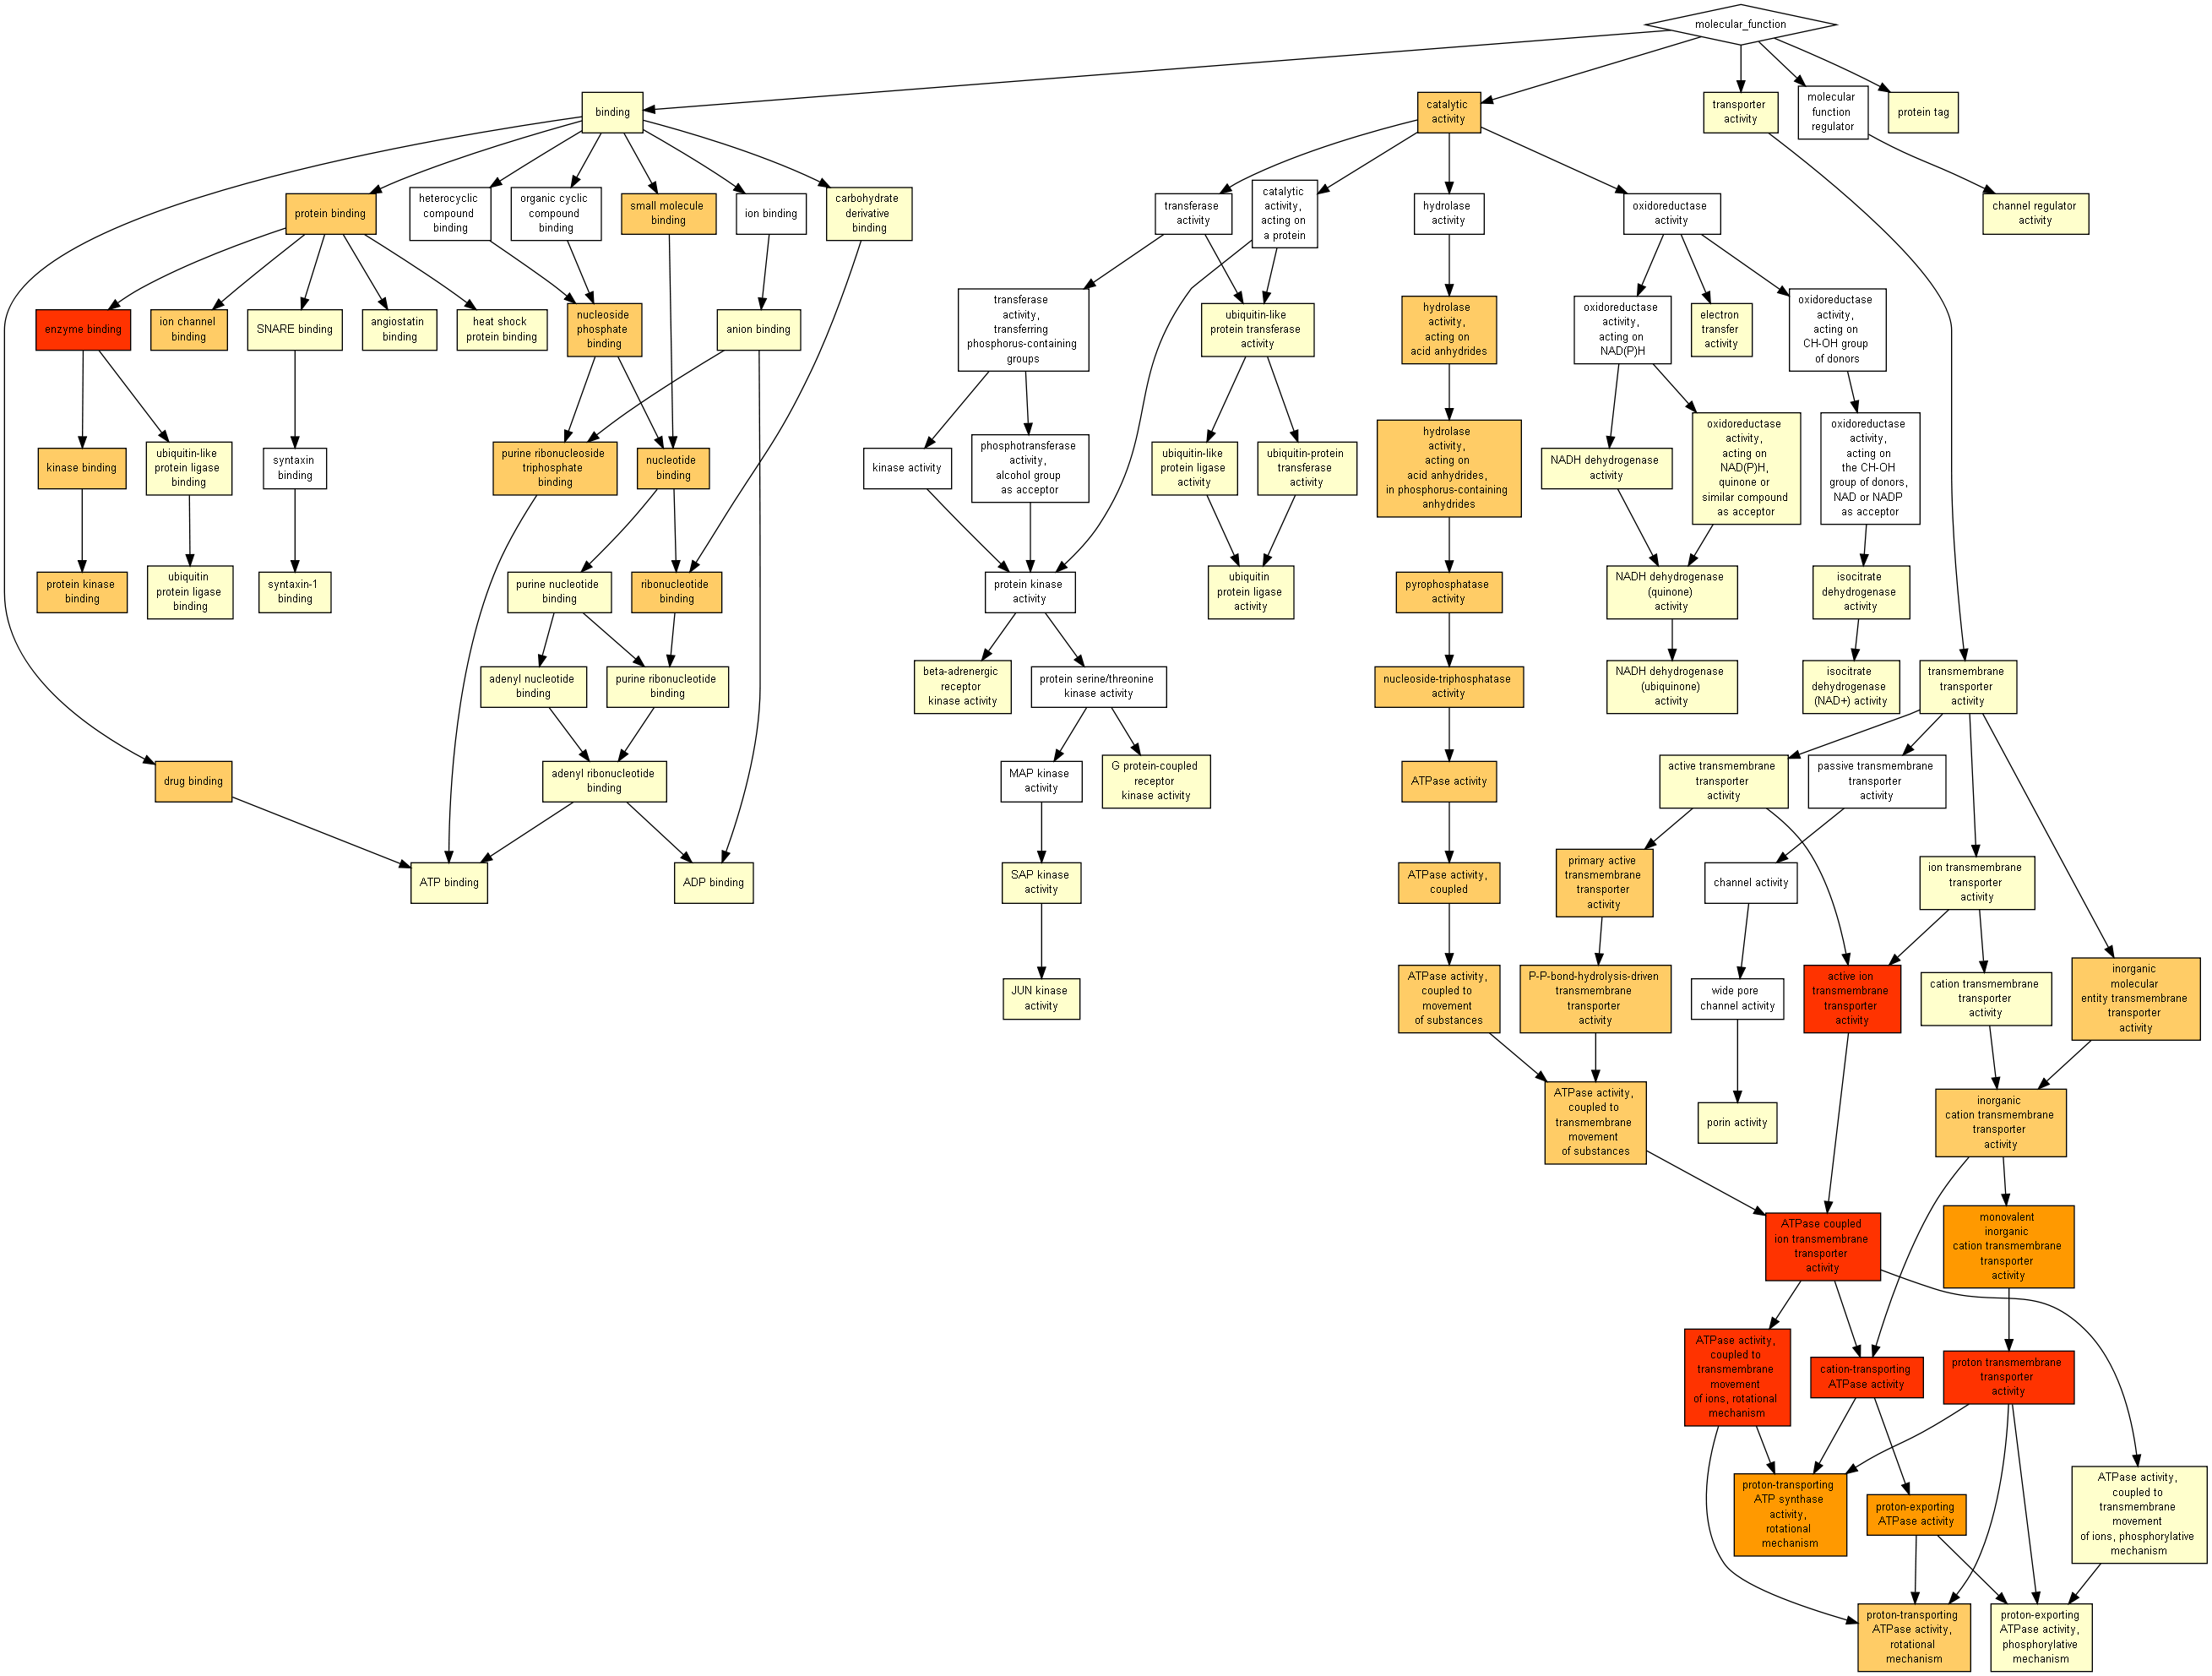 molecular_function
binding
catalytic
activity
transporter
activity
molecular
function
regulator
protein tag
protein binding
heterocyclic
compound
binding
organic cyclic
compound
binding
small molecule
binding
ion binding
carbohydrate
derivative
binding
transferase
activity
catalytic
activity,
acting on
a protein
hydrolase
activity
oxidoreductase
activity
channel regulator
activity
enzyme binding
ion channel
binding
SNARE binding
angiostatin
binding
heat shock
protein binding
nucleoside
phosphate
binding
anion binding
transferase
activity,
transferring
phosphorus-containing
groups
ubiquitin-like
protein transferase
activity
hydrolase
activity,
acting on
acid anhydrides
oxidoreductase
activity,
acting on
NAD(P)H
electron
transfer
activity
oxidoreductase
activity,
acting on
CH-OH group
of donors
kinase binding
ubiquitin-like
protein ligase
binding
syntaxin
binding
purine ribonucleoside
triphosphate
binding
nucleotide
binding
kinase activity
phosphotransferase
activity,
alcohol group
as acceptor
ubiquitin-like
protein ligase
activity
ubiquitin-protein
transferase
activity
hydrolase
activity,
acting on
acid anhydrides,
in phosphorus-containing
anhydrides
NADH dehydrogenase
activity
oxidoreductase
activity,
acting on
NAD(P)H,
quinone or
similar compound
as acceptor
oxidoreductase
activity,
acting on
the CH-OH
group of donors,
NAD or NADP
as acceptor
protein kinase
binding
ubiquitin
protein ligase
binding
syntaxin-1
binding
purine nucleotide
binding
ribonucleotide
binding
protein kinase
activity
ubiquitin
protein ligase
activity
pyrophosphatase
activity
NADH dehydrogenase
(quinone)
activity
isocitrate
dehydrogenase
activity
adenyl nucleotide
binding
purine ribonucleotide
binding
beta-adrenergic
receptor
kinase activity
protein serine/threonine
kinase activity
nucleoside-triphosphatase
activity
NADH dehydrogenase
(ubiquinone)
activity
isocitrate
dehydrogenase
(NAD+) activity
transmembrane
transporter
activity
drug binding
adenyl ribonucleotide
binding
MAP kinase
activity
G protein-coupled
receptor
kinase activity
ATPase activity
active transmembrane
transporter
activity
passive transmembrane
transporter
activity
ATP binding
ADP binding
SAP kinase
activity
ATPase activity,
coupled
primary active
transmembrane
transporter
activity
channel activity
ion transmembrane
transporter
activity
JUN kinase
activity
ATPase activity,
coupled to
movement
of substances
P-P-bond-hydrolysis-driven
transmembrane
transporter
activity
wide pore
channel activity
active ion
transmembrane
transporter
activity
cation transmembrane
transporter
activity
inorganic
molecular
entity transmembrane
transporter
activity
ATPase activity,
coupled to
transmembrane
movement
of substances
porin activity
inorganic
cation transmembrane
transporter
activity
ATPase coupled
ion transmembrane
transporter
activity
monovalent
inorganic
cation transmembrane
transporter
activity
ATPase activity,
coupled to
transmembrane
movement
of ions, rotational
mechanism
cation-transporting
ATPase activity
proton transmembrane
transporter
activity
proton-transporting
ATP synthase
activity,
rotational
mechanism
proton-exporting
ATPase activity
ATPase activity,
coupled to
transmembrane
movement
of ions, phosphorylative
mechanism
proton-transporting
ATPase activity,
rotational
mechanism
proton-exporting
ATPase activity,
phosphorylative
mechanism